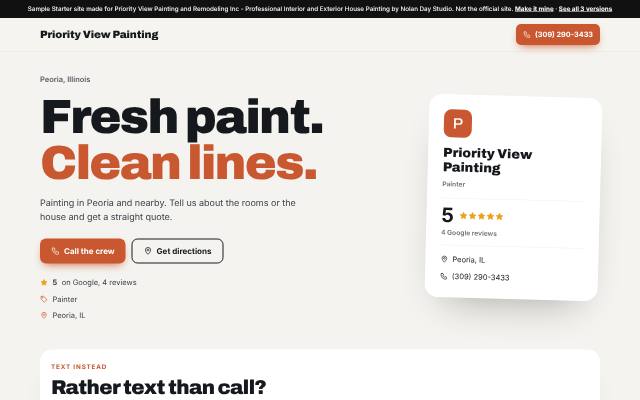 Sample Starter site made for Priority View Painting and Remodeling Inc - Professional Interior and Exterior House Painting by Nolan Day Studio. Not the official site. Make it mine · See all 3 versions
Priority View Painting
(309) 290-3433
Peoria, Illinois
Fresh paint.
Clean lines.
Painting in Peoria and nearby. Tell us about the rooms or the
house and get a straight quote.
Call the crew
Get directions
5 on Google, 4 reviews
Painter
Peoria, IL
P
Priority View
Painting
Painter
5
4 Google reviews
Peoria, IL
(309) 290-3433
TEXT INSTEAD
Rather text than call?